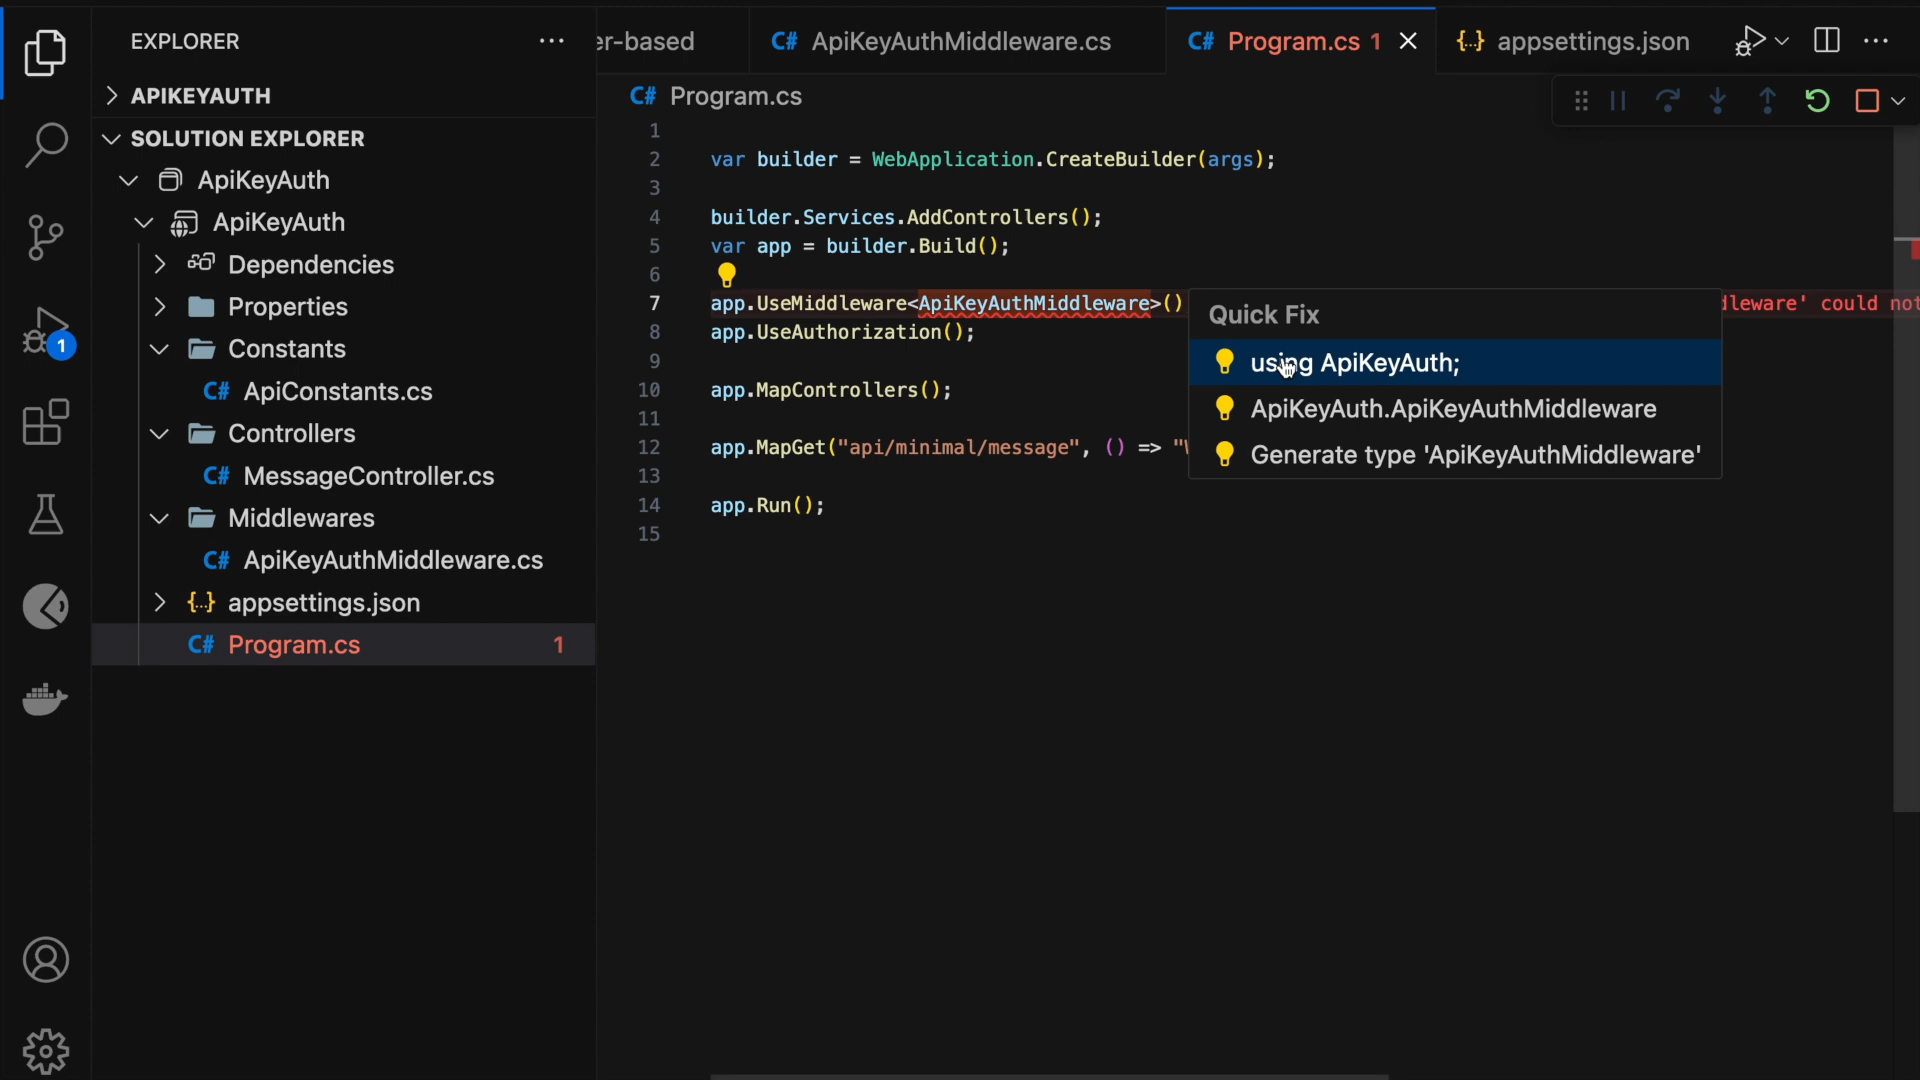 EXPLORER
APIKEYAUTH
SOLUTION EXPLORER
ApiKeyAuth
ApiKeyAuth
Dependencies
Properties
Constants
C# ApiConstants.cs
Controllers
C# MessageController.cs
Middlewares
C# ApiKeyAuthMiddleware.cs
{..} appsettings.json
C# Program.cs 1
1
er-based
C# ApiKeyAuthMiddleware.cs
C# Program.cs 1
{} appsettings.json
C# Program.cs
1
2 var builder = WebApplication.CreateBuilder(args);
3
4 builder.Services.AddControllers();
5 var app = builder.Build();
6
7 app.UseMiddleware<ApiKeyAuthMiddleware>() dleware' could not
8 app.UseAuthorization();
9
10 app.MapControllers();
11
12 app.MapGet("api/minimal/message", () => "
13
14 app.Run();
15
Quick Fix
using ApiKeyAuth;
ApiKeyAuth.ApiKeyAuthMiddleware
Generate type 'ApiKeyAuthMiddleware'